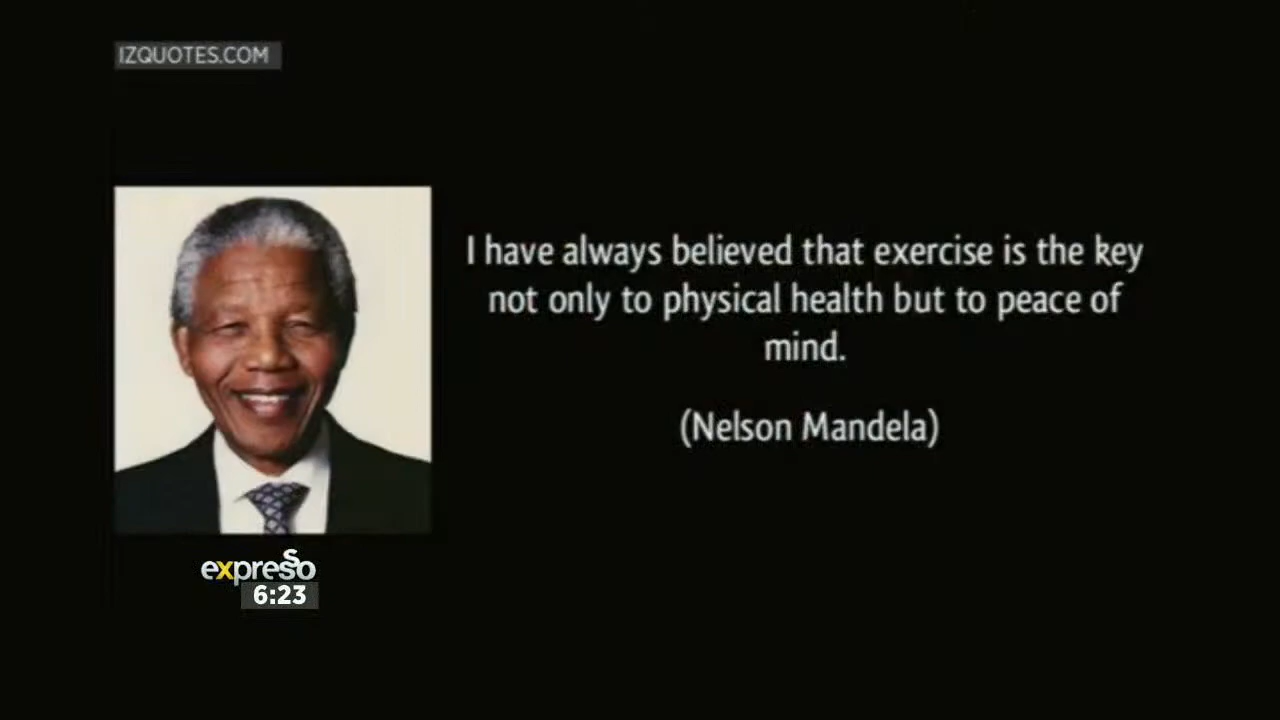 IZQUOTES.COM
I have always believed that exercise is the key
not only to physical health but to peace of
mind.
(Nelson Mandela)
expresso
6:23